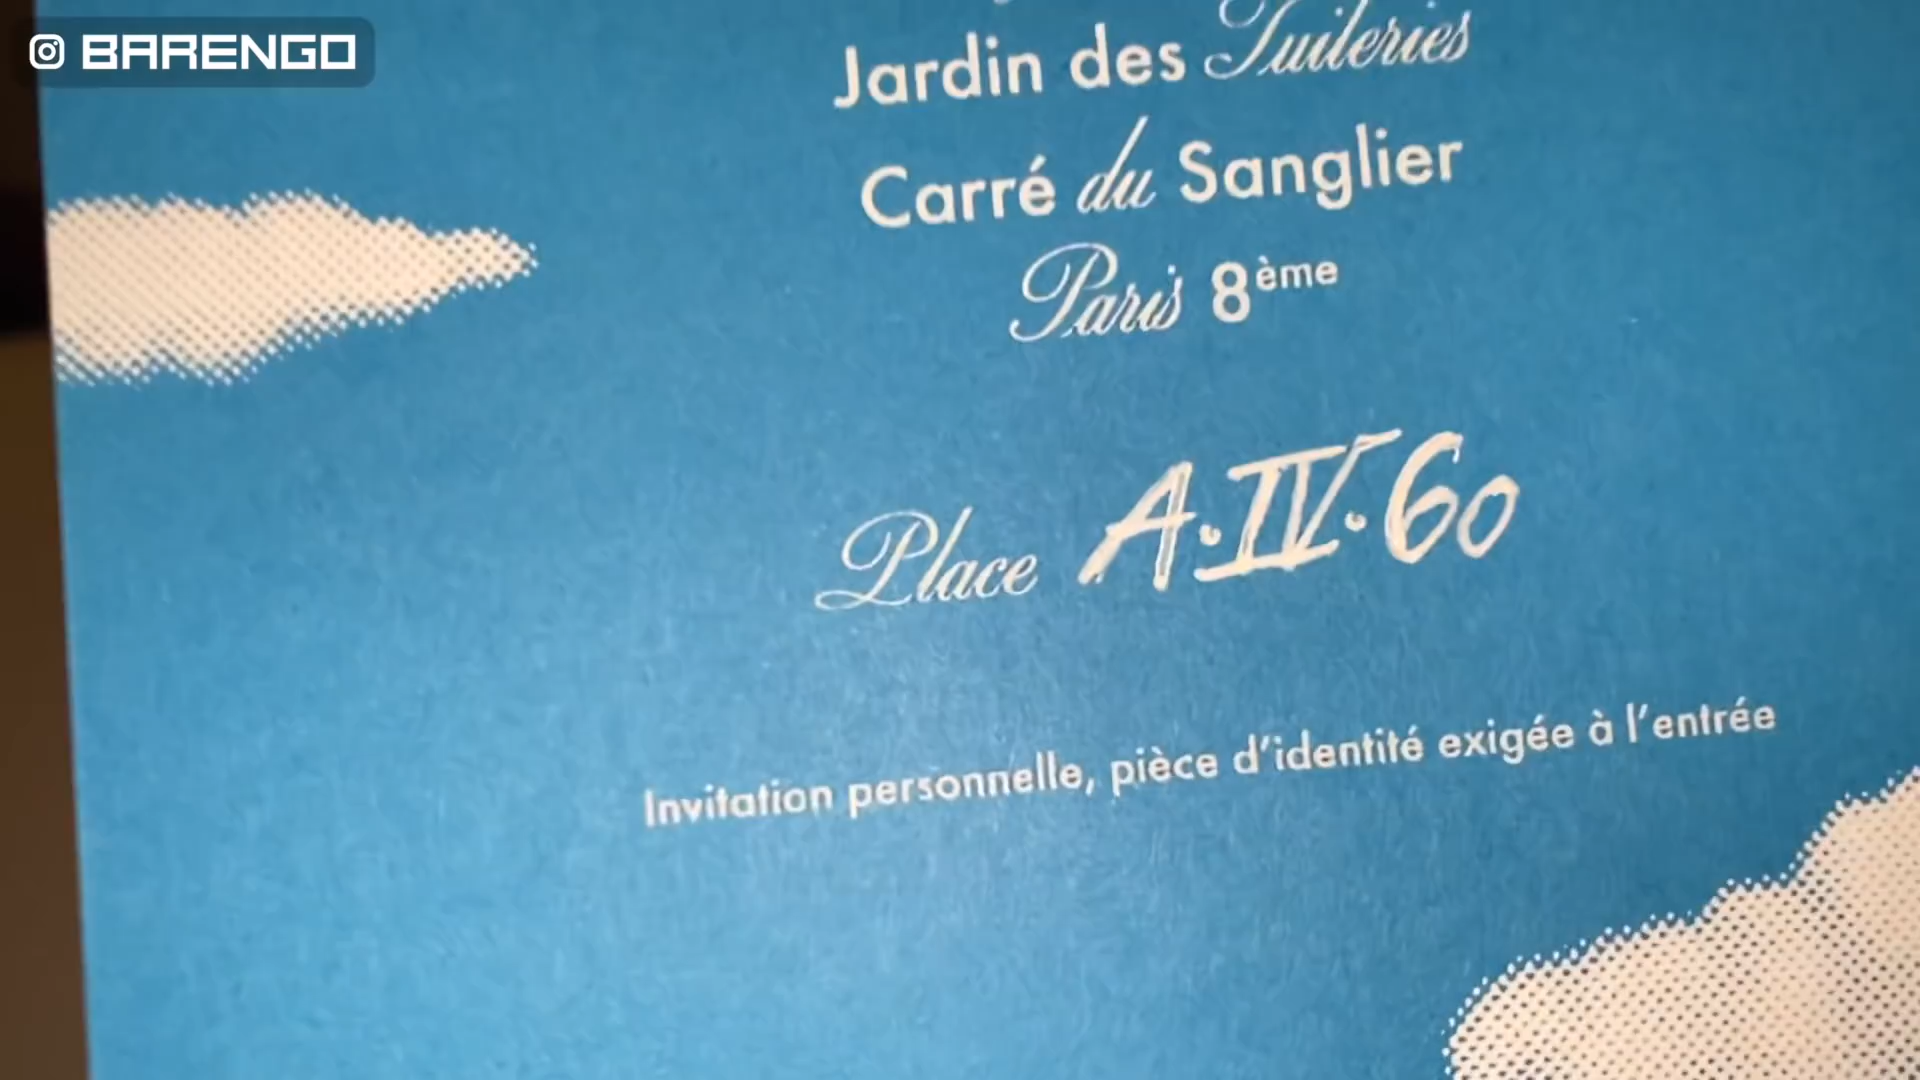 BARENGO
Jardin des Tuileries
Carré du Sanglier
Paris 8ème
Place A.IV.60
Invitation personnelle, pièce d'identité exigée à l'entrée